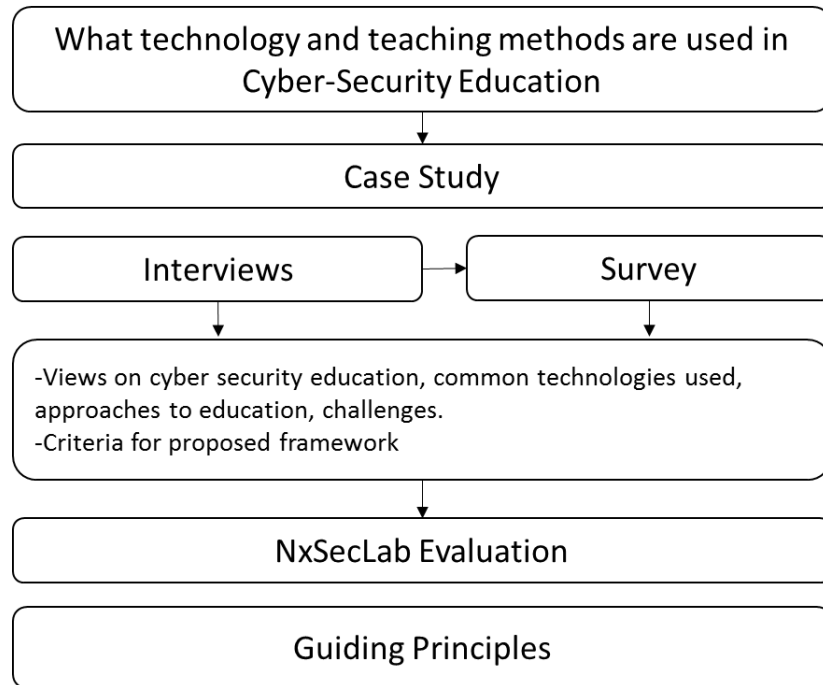 What technology and teaching methods are used in
Cyber-Security Education
Case Study
Interviews
Survey
-Views on cyber security education, common technologies used,
approaches to education, challenges.
-Criteria for proposed framework
NxSecLab Evaluation
Guiding Principles